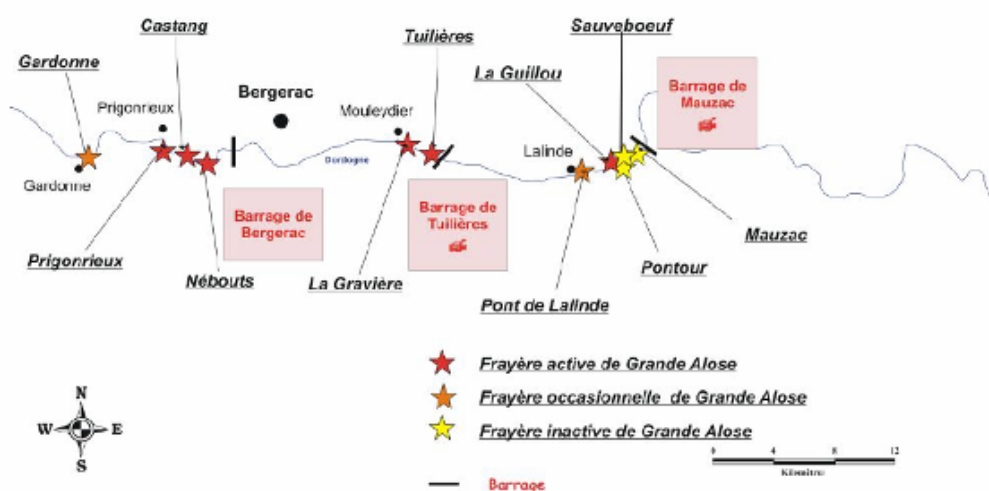 Castang
Sauveboeuf
Gardonne
Tuilières
La Guillou
Barrage de
Mauzac
Prigonrieux
Bergerac
Mouleydier
Lalinde
Dordogne
Gardonne
Barrage de
Bergerac
Barrage de
Tuilières
Mauzac
Prigonrieux
Nébouts
La Gravière
Pontour
Pont de Lalinde
Frayère active de Grande Alose
Frayère occasionnelle de Grande Alose
Frayère inactive de Grande Alose
N
W E
S
0 4 8 12
Kilomètre
Barrage